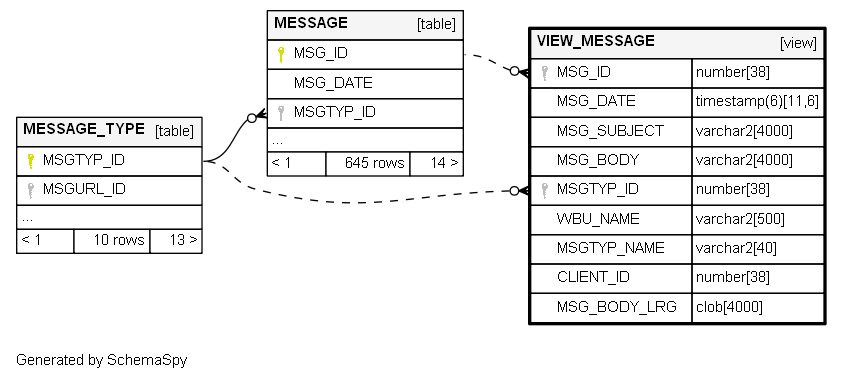 MESSAGE [table]
MSG_ID
MSG_DATE
MSGTYP_ID
...
< 1 645 rows 14 >
MESSAGE_TYPE [table]
MSGTYP_ID
MSGURL_ID
...
< 1 10 rows 13 >
VIEW_MESSAGE [view]
MSG_ID number[38]
MSG_DATE timestamp(6)[11,6]
MSG_SUBJECT varchar2[4000]
MSG_BODY varchar2[4000]
MSGTYP_ID number[38]
WBU_NAME varchar2[500]
MSGTYP_NAME varchar2[40]
CLIENT_ID number[38]
MSG_BODY_LRG clob[4000]
Generated by SchemaSpy